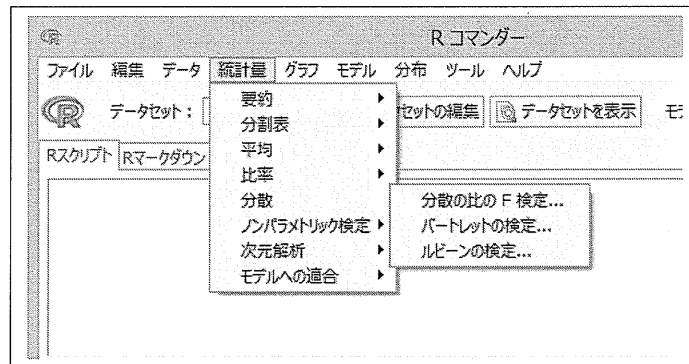 R コマンダー
ファイル 編集 データ 統計量 グラフ モデル 分布 ツール ヘルプ
データセット: セットの編集 データセットを表示 モデ
Rスクリプト Rマークダウン
要約
分割表
平均
比率
分散
ノンパラメトリック検定
次元解析
モデルへの適合
分散の比の F 検定...
バートレットの検定...
ルビーンの検定...